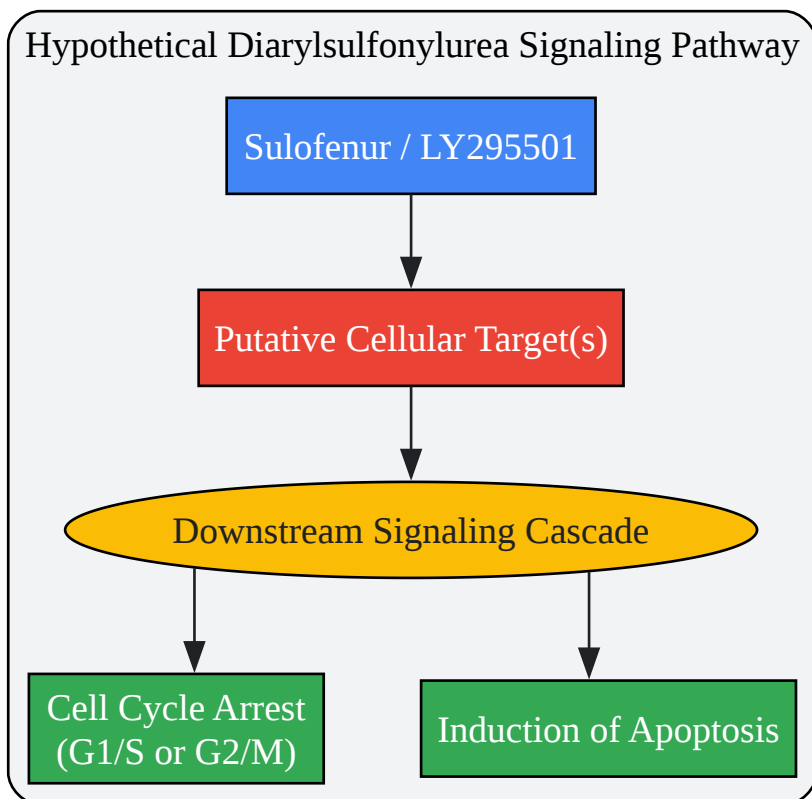 Hypothetical Diarylsulfonylurea Signaling Pathway
Sulofenur / LY295501
Putative Cellular Target(s)
Downstream Signaling Cascade
Cell Cycle Arrest
(G1/S or G2/M)
Induction of Apoptosis